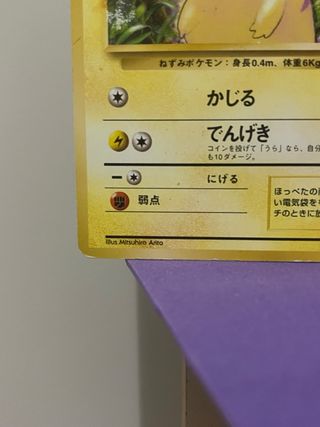 ねずみポケモン：身長0.4m、体重6Kg
かじる
でんげき
コインを投げて「うら」なら、自分
も10ダメージ。
にげる
弱点
ほっぺたの両
い電気袋を
チのときに放
Illus. Mitsuhiro Arita